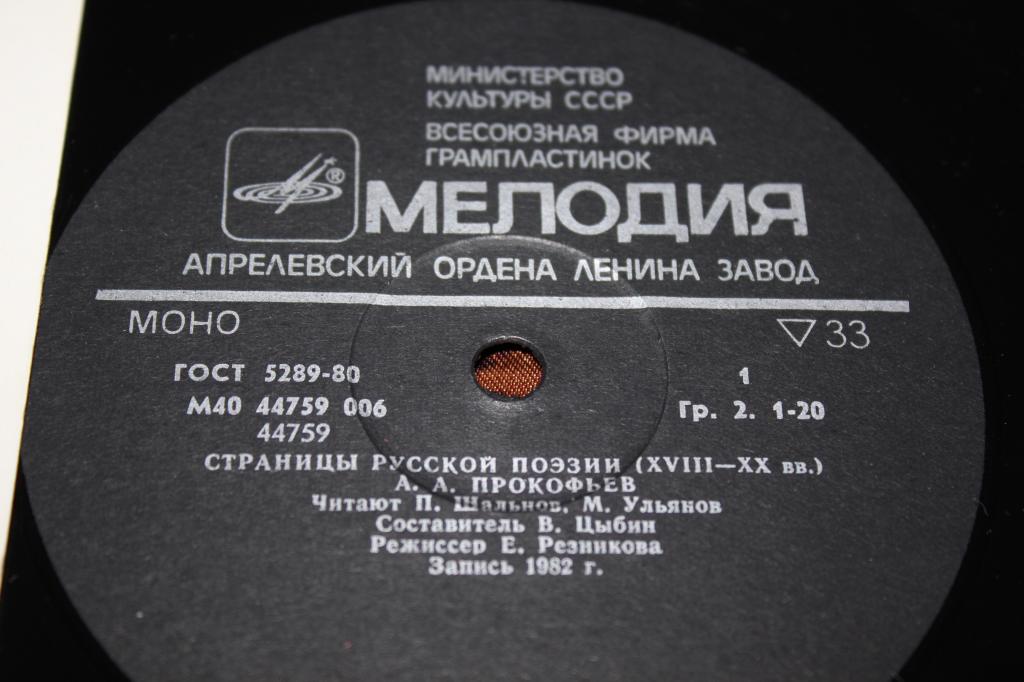 МИНИСТЕРСТВО
КУЛЬТУРЫ СССР
ВСЕСОЮЗНАЯ ФИРМА
ГРАМПЛАСТИНОК
®
МЕЛОДИЯ
АПРЕЛЕВСКИЙ ОРДЕНА ЛЕНИНА ЗАВОД
МОНО ▽33
ГОСТ 5289-80 1
М40 44759 006 Гр. 2. 1-20
44759
СТРАНИЦЫ РУССКОЙ ПОЭЗИИ (XVIII—XX вв.)
А. А. ПРОКОФЬЕВ
Читают П. Шальнов, М. Ульянов
Составитель В. Цыбин
Режиссер Е. Резникова
Запись 1982 г.